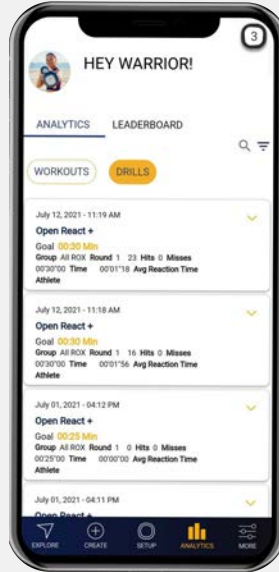 3
HEY WARRIOR!
ANALYTICS LEADERBOARD
WORKOUTS DRILLS
July 12, 2021 - 11:19 AM
Open React +
Goal 00:30 Min
Group All ROX Round 1 23 Hits 0 Misses
00'30"00 Time 00'01"18 Avg Reaction Time
Athlete
July 12, 2021 - 11:18 AM
Open React +
Goal 00:30 Min
Group All ROX Round 1 16 Hits 0 Misses
00'30"00 Time 00'01"56 Avg Reaction Time
Athlete
July 01, 2021 - 04:12 PM
Open React +
Goal 00:25 Min
Group All ROX Round 1 0 Hits 0 Misses
00'25"00 Time 00'00"00 Avg Reaction Time
Athlete
July 01, 2021 - 04:11 PM
Open React +
EXPLORE CREATE SETUP ANALYTICS MORE